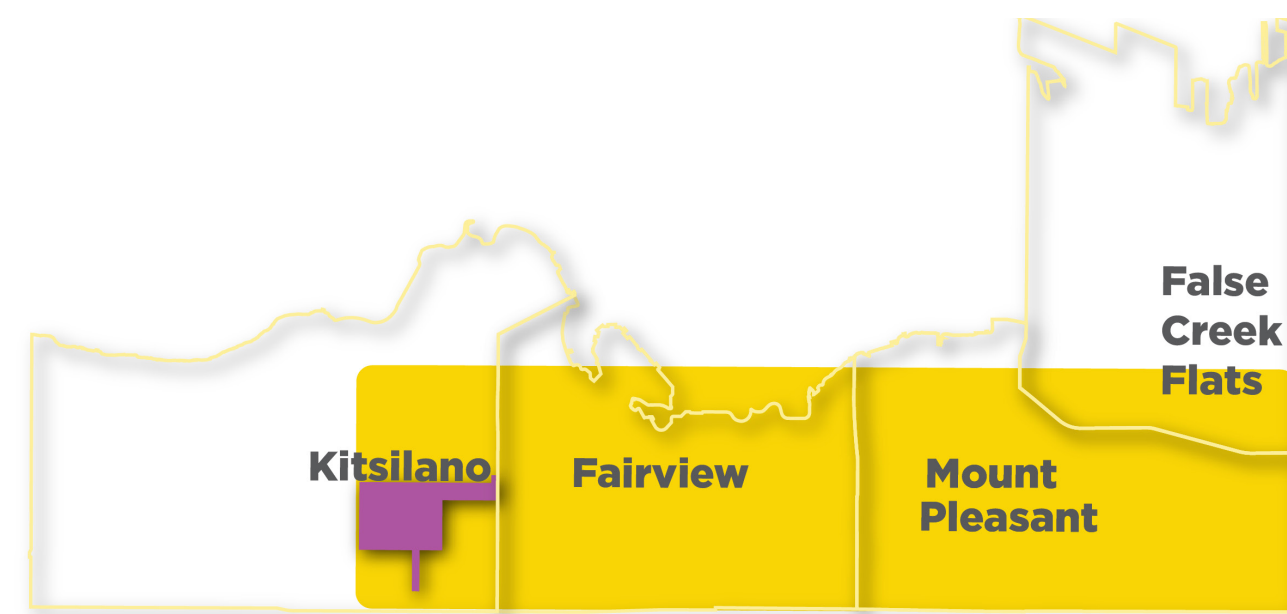 Kitsilano
Fairview
Mount
Pleasant
False
Creek
Flats